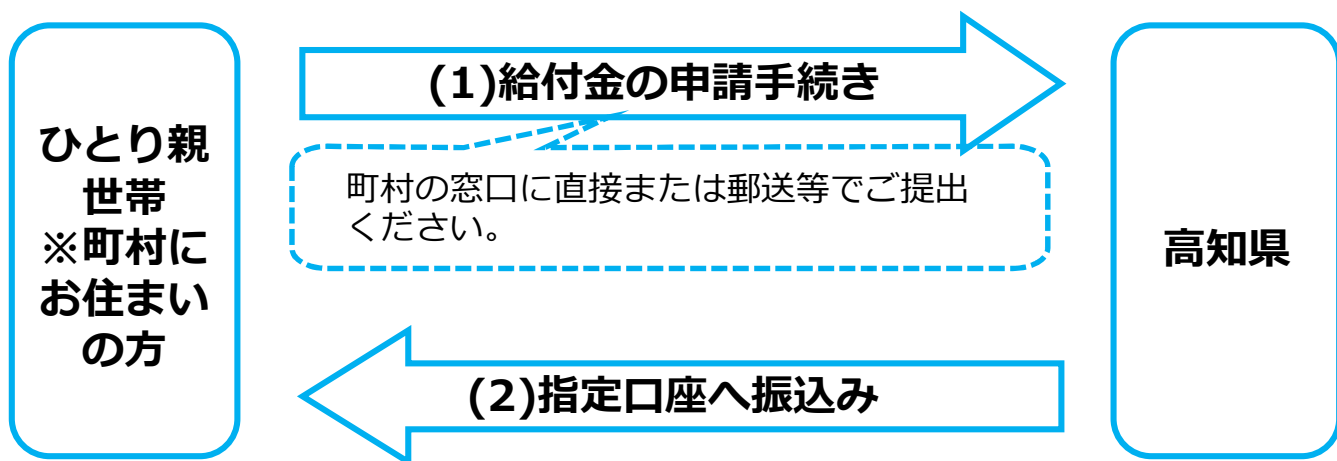 ひとり親
世帯
※町村に
お住まい
の方
(1)給付金の申請手続き
町村の窓口に直接または郵送等でご提出
ください。
(2)指定口座へ振込み
高知県